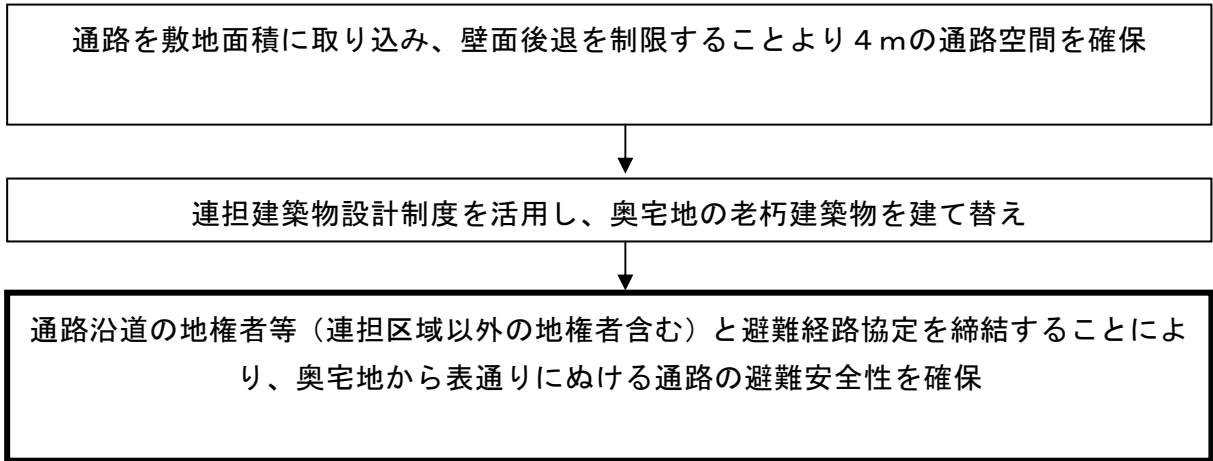 通路を敷地面積に取り込み、壁面後退を制限することより４ｍの通路空間を確保
連担建築物設計制度を活用し、奥宅地の老朽建築物を建て替え
通路沿道の地権者等（連担区域以外の地権者含む）と避難経路協定を締結することによ
り、奥宅地から表通りにぬける通路の避難安全性を確保